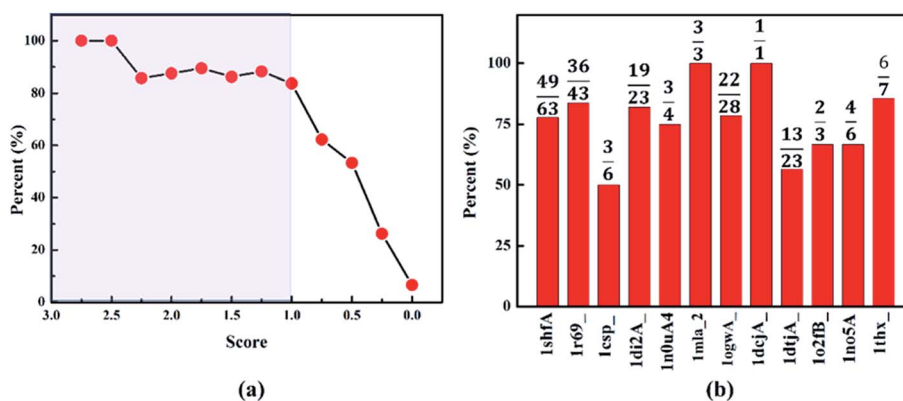 100
80
60
40
20
0
Percent (%)
3.0 2.5 2.0 1.5 1.0 0.5 0.0
Score
(a)
100
75
50
25
0
Percent (%)
49
63
36
43
3
6
19
23
3
4
3
3
22
28
1
1
13
23
2
3
4
6
6
7
1shfA
1r69_
1csp_
1di2A_
1n0uA4
1mla_2
1ogwA_
1dcjA_
1dtjA_
1o2fB_
1no5A
1thx_
(b)